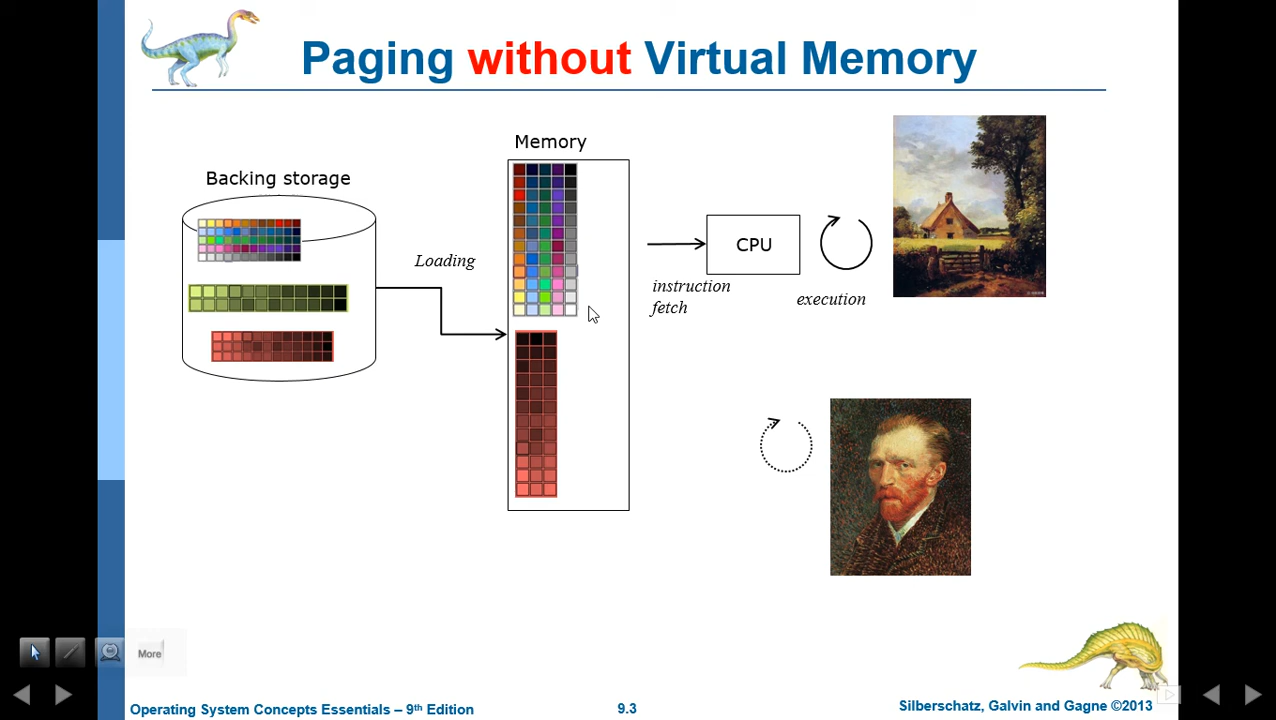 Paging without Virtual Memory
Memory
Backing storage
Loading
CPU
instruction
fetch
execution
More
Operating System Concepts Essentials – 9th Edition
9.3
Silberschatz, Galvin and Gagne ©2013